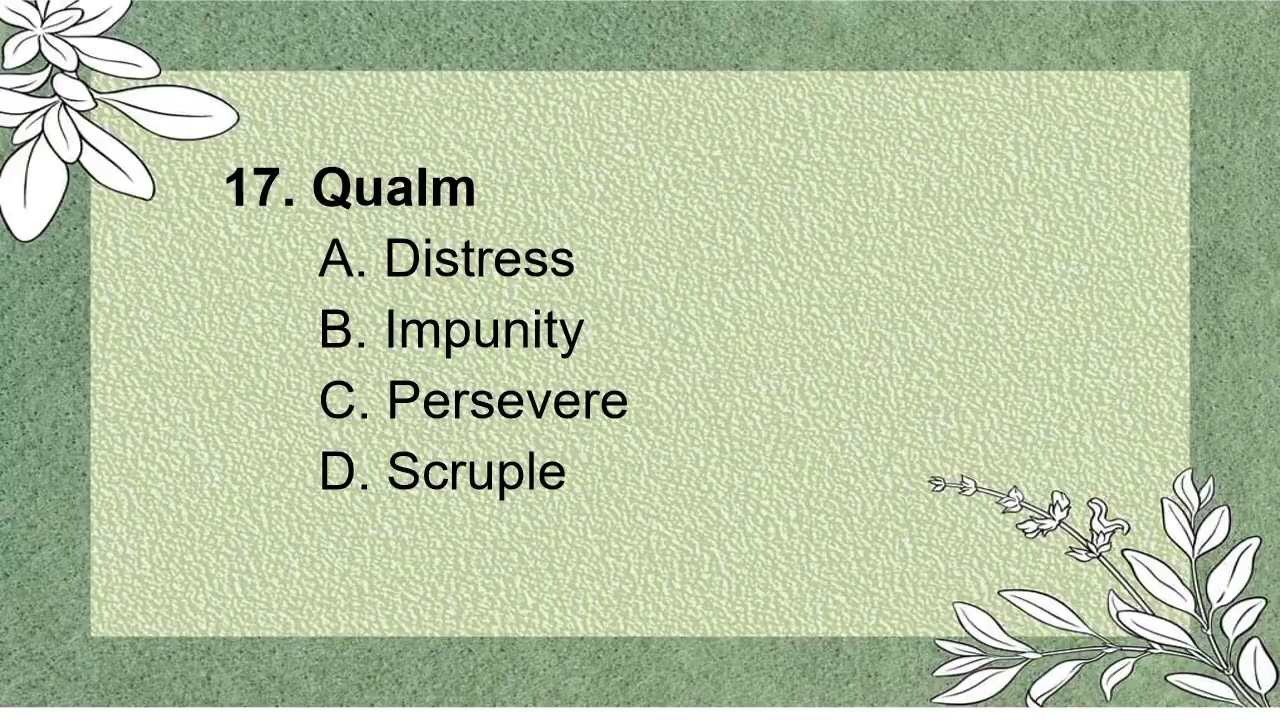 17. Qualm
A. Distress
B. Impunity
C. Persevere
D. Scruple